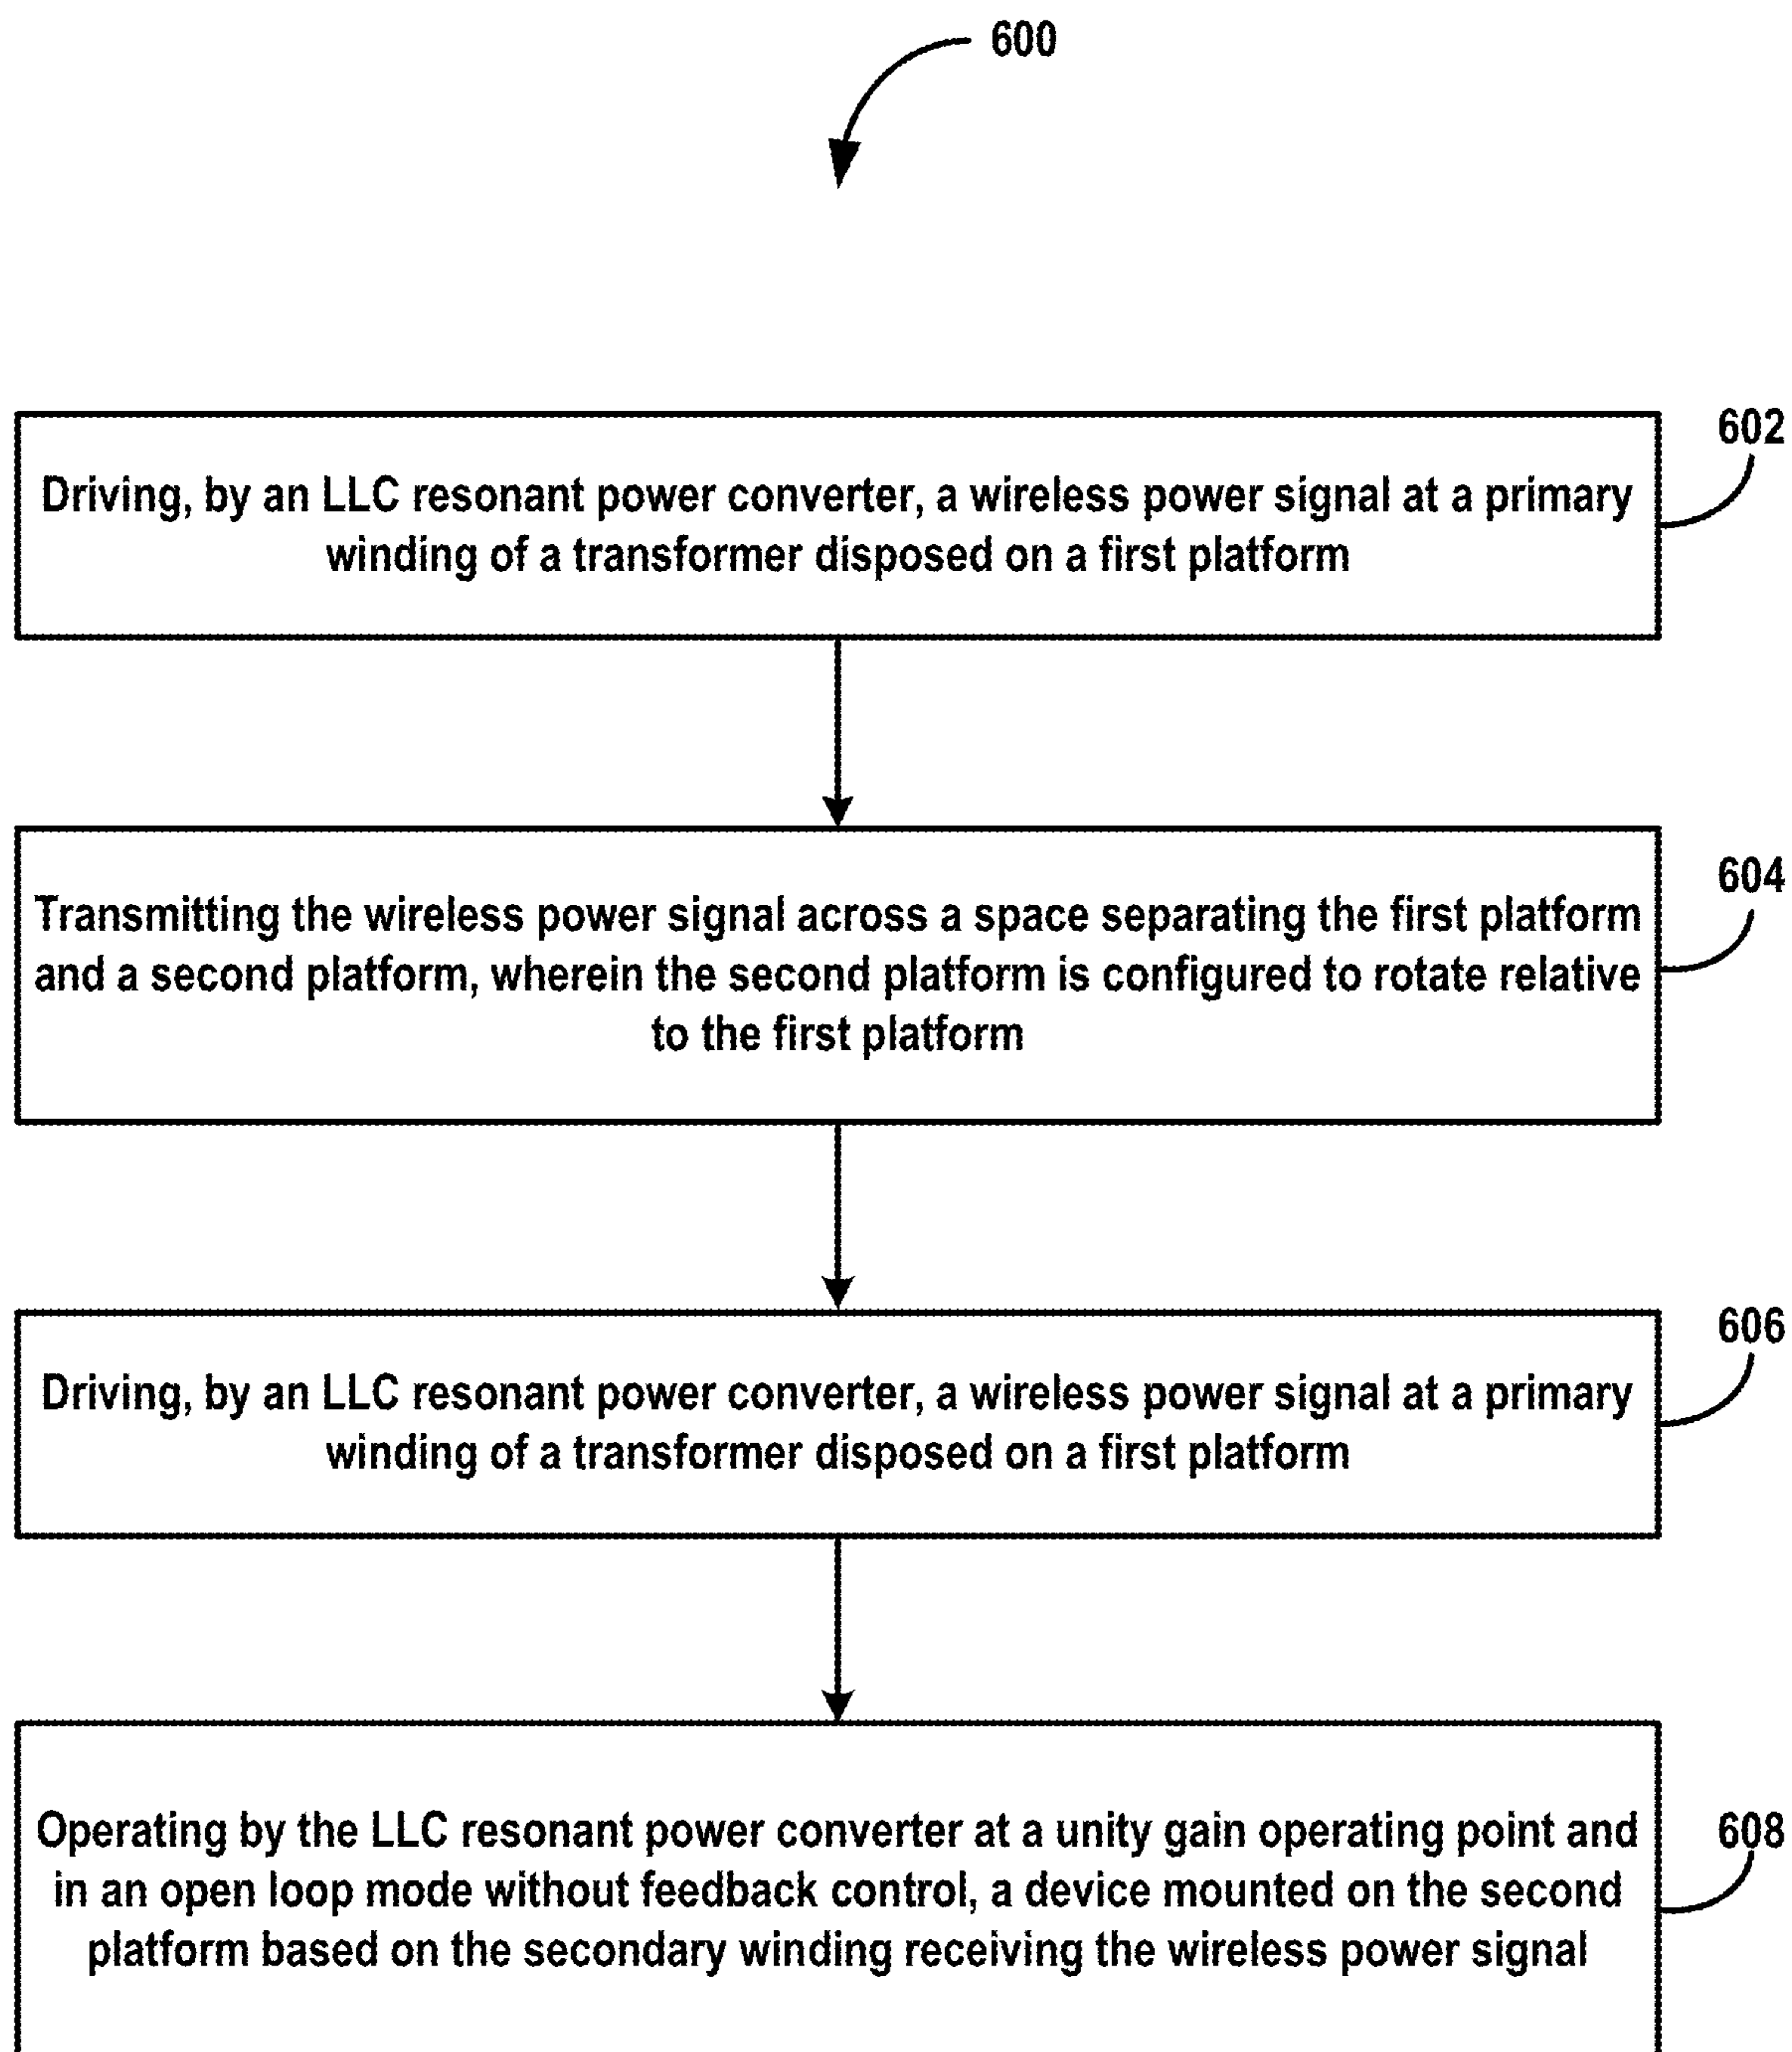 600
602
Driving, by an LLC resonant power converter, a wireless power signal at a primary
winding of a transformer disposed on a first platform
604
Transmitting the wireless power signal across a space separating the first platform
and a second platform, wherein the second platform is configured to rotate relative
to the first platform
606
Driving, by an LLC resonant power converter, a wireless power signal at a primary
winding of a transformer disposed on a first platform
608
Operating by the LLC resonant power converter at a unity gain operating point and
in an open loop mode without feedback control, a device mounted on the second
platform based on the secondary winding receiving the wireless power signal